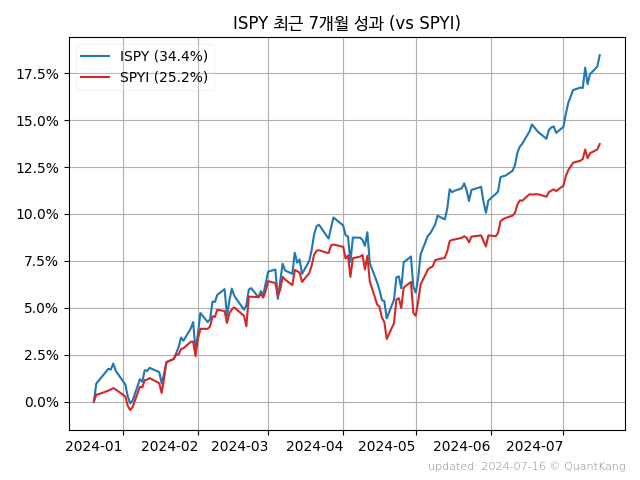 ISPY 최근 7개월 성과 (vs SPYI)
ISPY (34.4%)
SPYI (25.2%)
17.5%
15.0%
12.5%
10.0%
7.5%
5.0%
2.5%
0.0%
2024-01 2024-02 2024-03 2024-04 2024-05 2024-06 2024-07
updated: 2024-07-16 © QuantKang